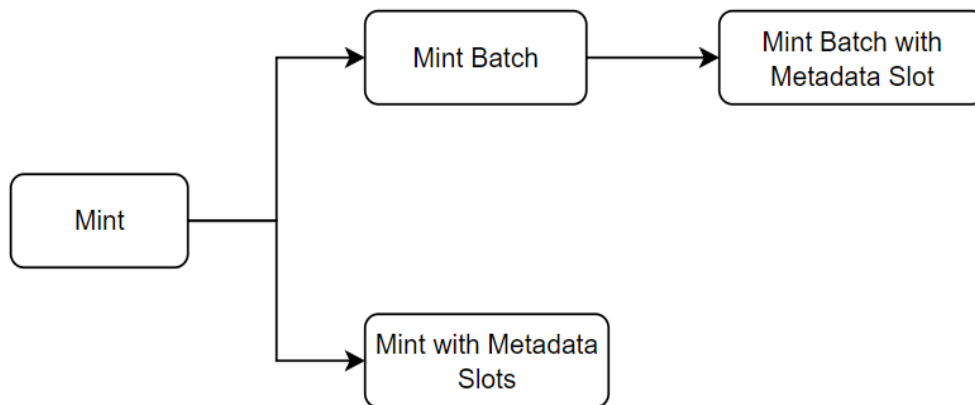 Mint Batch
Mint Batch with
Metadata Slot
Mint
Mint with Metadata
Slots